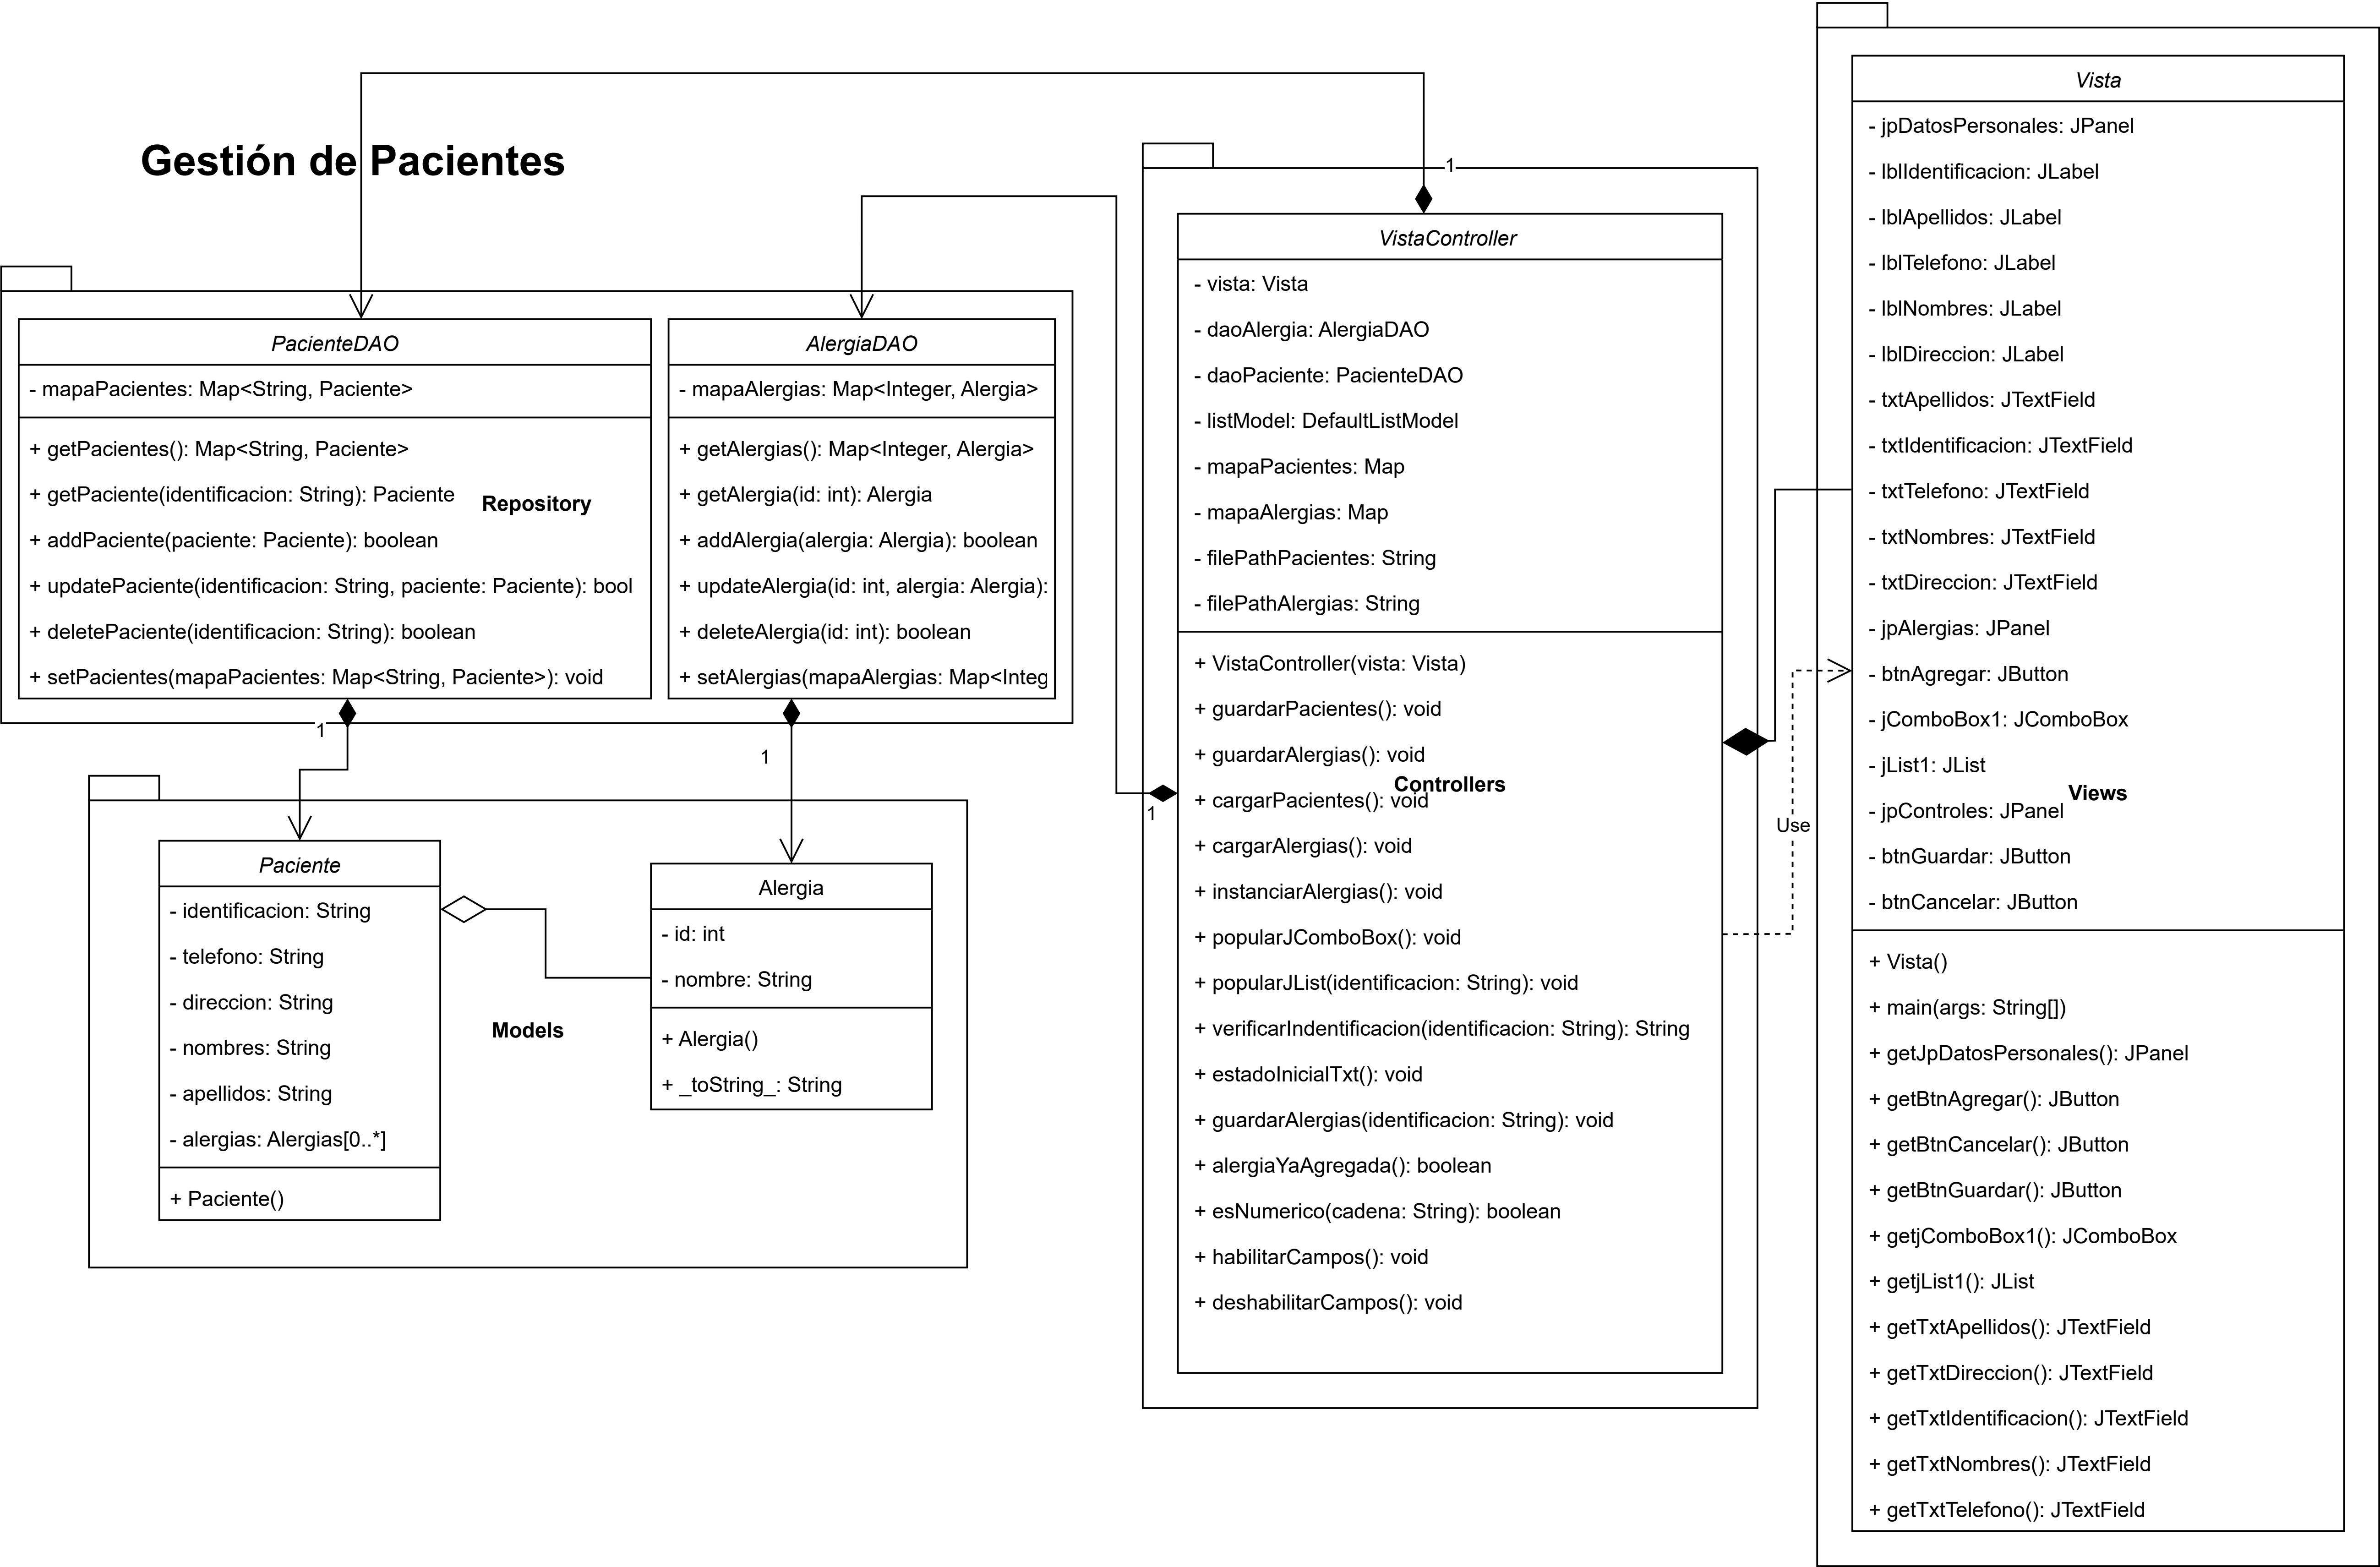 Gestión de Pacientes
PacienteDAO
- mapaPacientes: Map<String, Paciente>
+ getPacientes(): Map<String, Paciente>
+ getPaciente(identificacion: String): Paciente
+ addPaciente(paciente: Paciente): boolean
+ updatePaciente(identificacion: String, paciente: Paciente): bool
+ deletePaciente(identificacion: String): boolean
+ setPacientes(mapaPacientes: Map<String, Paciente>): void
Repository
AlergiaDAO
- mapaAlergias: Map<Integer, Alergia>
+ getAlergias(): Map<Integer, Alergia>
+ getAlergia(id: int): Alergia
+ addAlergia(alergia: Alergia): boolean
+ updateAlergia(id: int, alergia: Alergia):
+ deleteAlergia(id: int): boolean
+ setAlergias(mapaAlergias: Map<Integ
1
1
Paciente
- identificacion: String
- telefono: String
- direccion: String
- nombres: String
- apellidos: String
- alergias: Alergias[0..*]
+ Paciente()
Models
Alergia
- id: int
- nombre: String
+ Alergia()
+ _toString_: String
1
1
VistaController
- vista: Vista
- daoAlergia: AlergiaDAO
- daoPaciente: PacienteDAO
- listModel: DefaultListModel
- mapaPacientes: Map
- mapaAlergias: Map
- filePathPacientes: String
- filePathAlergias: String
+ VistaController(vista: Vista)
+ guardarPacientes(): void
+ guardarAlergias(): void
+ cargarPacientes(): void
+ cargarAlergias(): void
+ instanciarAlergias(): void
+ popularJComboBox(): void
+ popularJList(identificacion: String): void
+ verificarIndentificacion(identificacion: String): String
+ estadoInicialTxt(): void
+ guardarAlergias(identificacion: String): void
+ alergiaYaAgregada(): boolean
+ esNumerico(cadena: String): boolean
+ habilitarCampos(): void
+ deshabilitarCampos(): void
Controllers
Use
Vista
- jpDatosPersonales: JPanel
- lblIdentificacion: JLabel
- lblApellidos: JLabel
- lblTelefono: JLabel
- lblNombres: JLabel
- lblDireccion: JLabel
- txtApellidos: JTextField
- txtIdentificacion: JTextField
- txtTelefono: JTextField
- txtNombres: JTextField
- txtDireccion: JTextField
- jpAlergias: JPanel
- btnAgregar: JButton
- jComboBox1: JComboBox
- jList1: JList
- jpControles: JPanel
- btnGuardar: JButton
- btnCancelar: JButton
+ Vista()
+ main(args: String[])
+ getJpDatosPersonales(): JPanel
+ getBtnAgregar(): JButton
+ getBtnCancelar(): JButton
+ getBtnGuardar(): JButton
+ getjComboBox1(): JComboBox
+ getjList1(): JList
+ getTxtApellidos(): JTextField
+ getTxtDireccion(): JTextField
+ getTxtIdentificacion(): JTextField
+ getTxtNombres(): JTextField
+ getTxtTelefono(): JTextField
Views